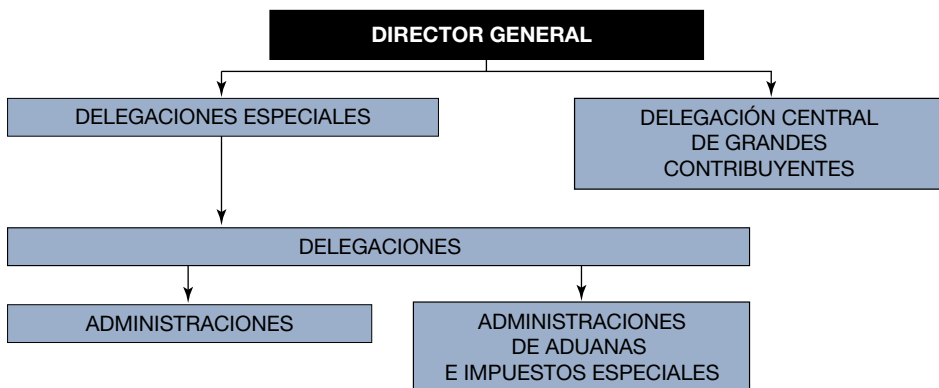 DIRECTOR GENERAL
DELEGACIONES ESPECIALES
DELEGACIÓN CENTRAL
DE GRANDES
CONTRIBUYENTES
DELEGACIONES
ADMINISTRACIONES
ADMINISTRACIONES
DE ADUANAS
E IMPUESTOS ESPECIALES